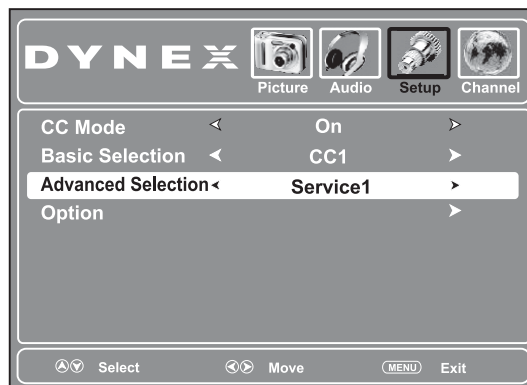 DYNEX
Picture Audio Setup Channel
CC Mode On
Basic Selection CC1
Advanced Selection Service1
Option
Select Move MENU Exit